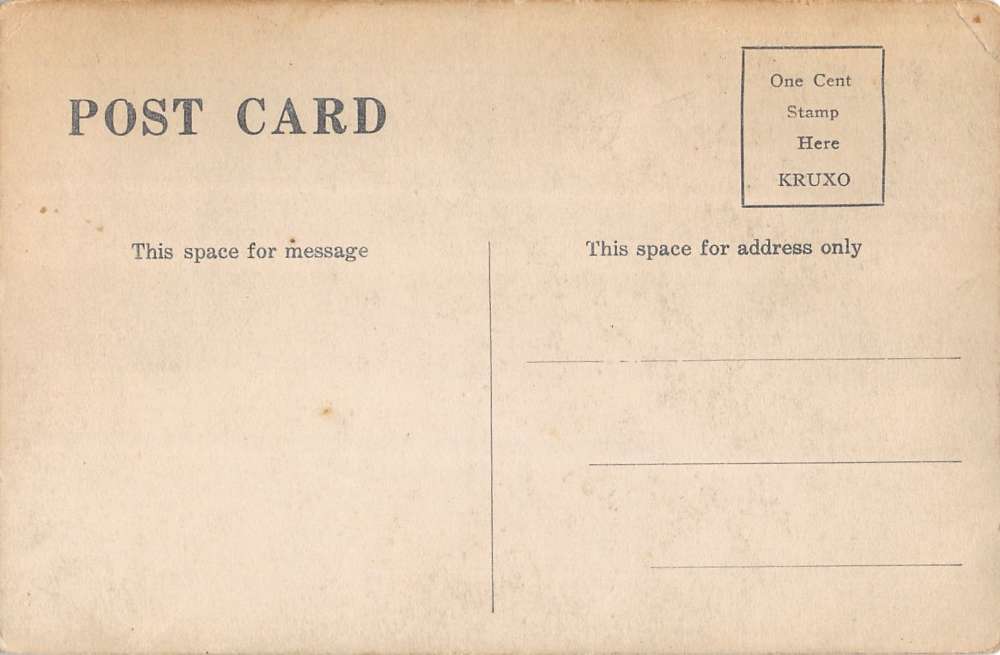 POST CARD
One Cent
Stamp
Here
KRUXO
This space for message
This space for address only